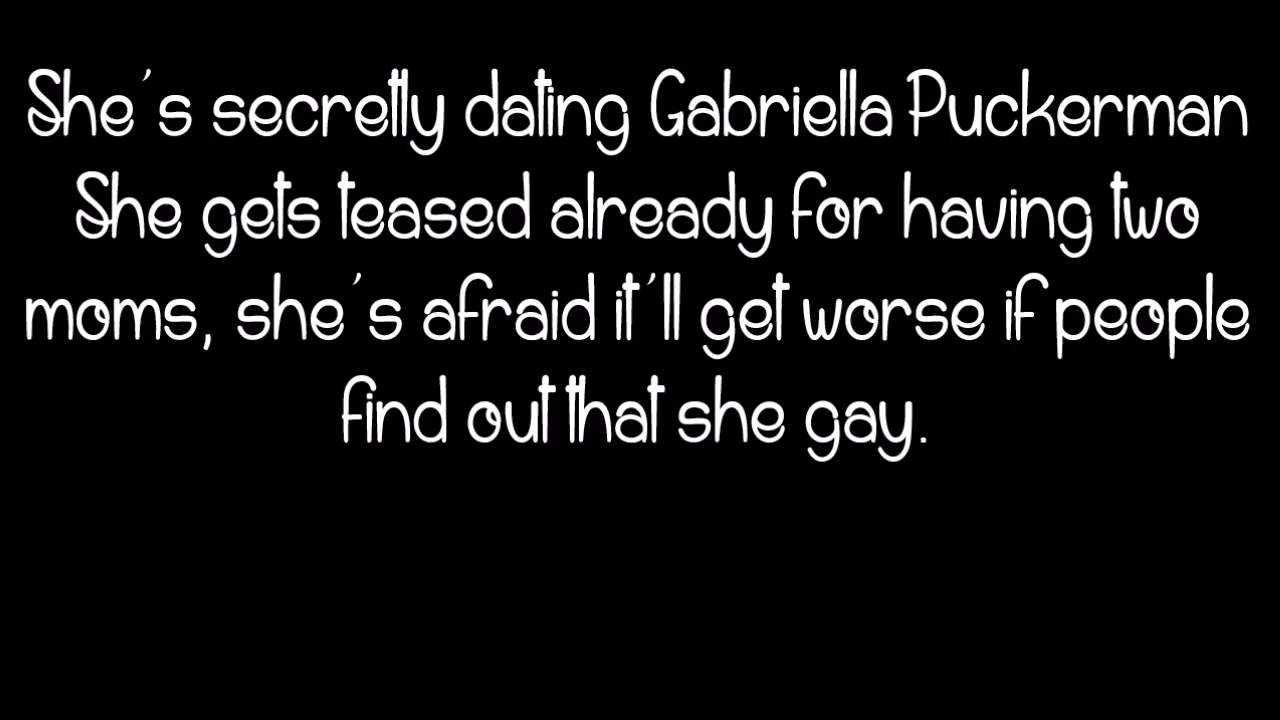 She's secretly dating Gabriella Puckerman
She gets teased already for having two
moms, she's afraid it'll get worse if people
find out that she gay.